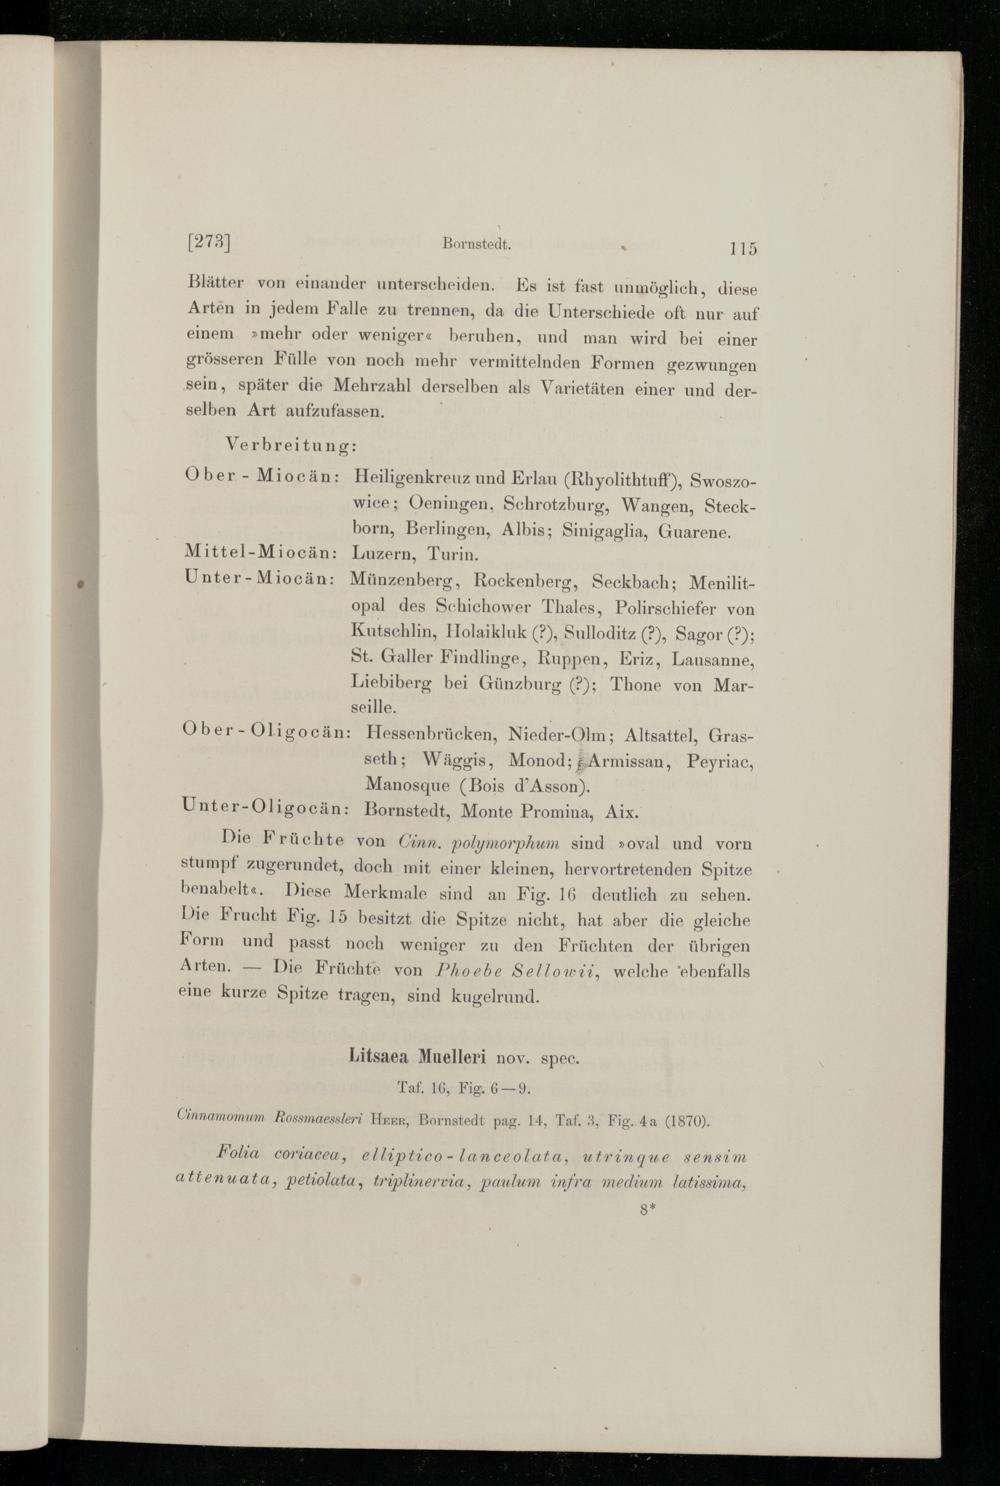 [273] Bornstedt. 115
Blätter von einander unterscheiden. Es ist fast unmöglich, diese
Arten in jedem Falle zu trennen, da die Unterschiede oft nur auf
einem »mehr oder weniger« beruhen, und man wird bei einer
grösseren Fülle von noch mehr vermittelnden Formen gezwungen
sein, später die Mehrzahl derselben als Varietäten einer und der-
selben Art aufzufassen.
Verbreitung:
Ober-Miocän: Heiligenkreuz und Erlau (Rhyolithtuff), Swoszo-
wice; Oeningen, Schrotzburg, Wangen, Steck-
born, Berlingen, Albis; Sinigaglia, Guarene.
Mittel-Miocän: Luzern, Turin.
Unter-Miocän: Münzenberg, Rockenberg, Seckbach; Menilit-
opal des Schichower Thales, Polirschiefer von
Kutschlin, Holaikluk (?), Sulloditz (?), Sagor (?);
St. Galler Findlinge, Ruppen, Eriz, Lausanne,
Liebiberg bei Günzburg (?); Thone von Mar-
seille.
Ober-Oligocän: Hessenbrücken, Nieder-Olm; Altsattel, Gras-
seth; Wäggis, Monod; Armissan, Peyriac,
Manosque (Bois d'Asson).
Unter-Oligocän: Bornstedt, Monte Promina, Aix.
Die Früchte von Cinn. polymorphum sind »oval und vorn
stumpf zugerundet, doch mit einer kleinen, hervortretenden Spitze
benabelt«. Diese Merkmale sind an Fig. 16 deutlich zu sehen.
Die Frucht Fig. 15 besitzt die Spitze nicht, hat aber die gleiche
Form und passt noch weniger zu den Früchten der übrigen
Arten. — Die Früchte von Phoebe Sellowii, welche ebenfalls
eine kurze Spitze tragen, sind kugelrund.
Litsaea Muelleri nov. spec.
Taf. 16, Fig. 6—9.
Cinnamomum Rossmaessleri HEER, Bornstedt pag. 14, Taf. 3, Fig. 4a (1870).
Folia coriacea, elliptico-lanceolata, utrinque sensim
attenuata, petiolata, triplinervia, paulum infra medium latissima,
8*